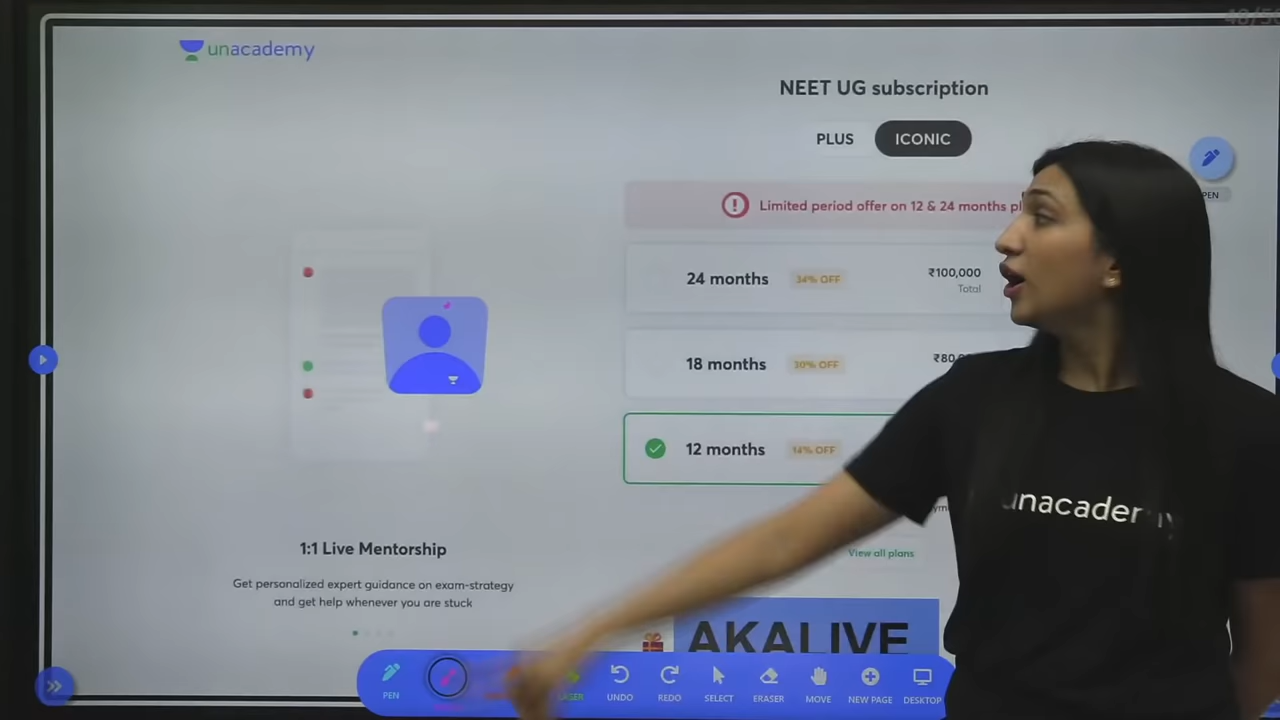 unacademy
NEET UG subscription
PLUS
ICONIC
PEN
Limited period offer on 12 & 24 months
24 months
34% OFF
₹100,000
Total
18 months
30% OFF
₹80,
12 months
14% OFF
View all plans
1:1 Live Mentorship
Get personalized expert guidance on exam-strategy
and get help whenever you are stuck
AKALIVE
unacademy
PEN
UNDO
REDO
SELECT
ERASER
MOVE
NEW PAGE
DESKTOP